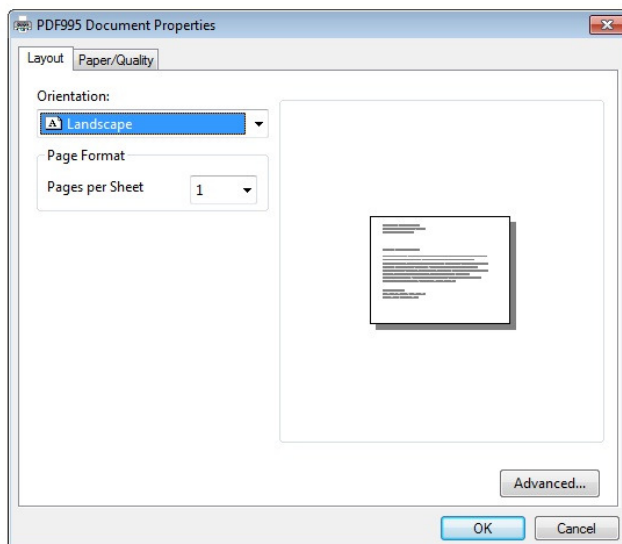 PDF995 Document Properties
Layout
Paper/Quality
Orientation:
A Landscape
Page Format
Pages per Sheet
1
Advanced...
OK
Cancel